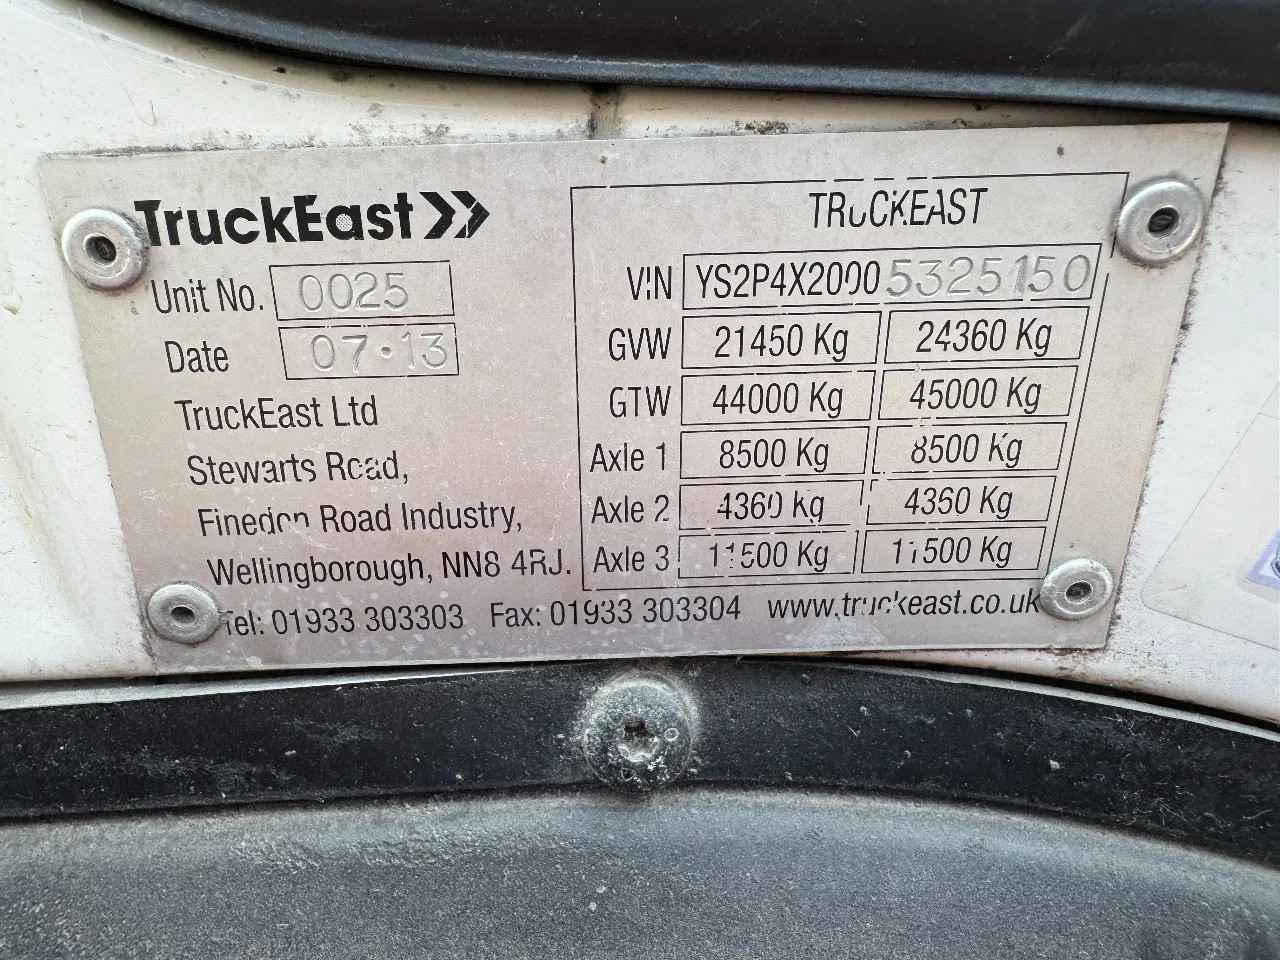 TruckEast
Unit No. 0025
Date 07·13
TruckEast Ltd
Stewarts Road,
Finedon Road Industry,
Wellingborough, NN8 4RJ.
Tel: 01933 303303 Fax: 01933 303304 www.truckeast.co.uk
TRUCKEAST
VIN YS2P4X20005325150
GVW 21450 Kg 24360 Kg
GTW 44000 Kg 45000 Kg
Axle 1 8500 Kg 8500 Kg
Axle 2 4360 kg 4360 Kg
Axle 3 11500 Kg 11500 Kg